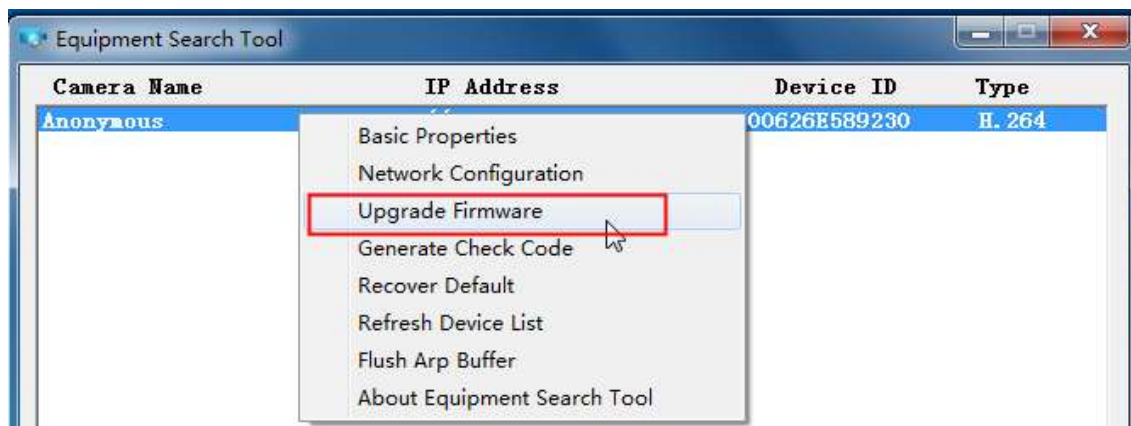 Equipment Search Tool
Camera Name IP Address Device ID Type
Anonymous 00626E589230 H.264
Basic Properties
Network Configuration
Upgrade Firmware
Generate Check Code
Recover Default
Refresh Device List
Flush Arp Buffer
About Equipment Search Tool